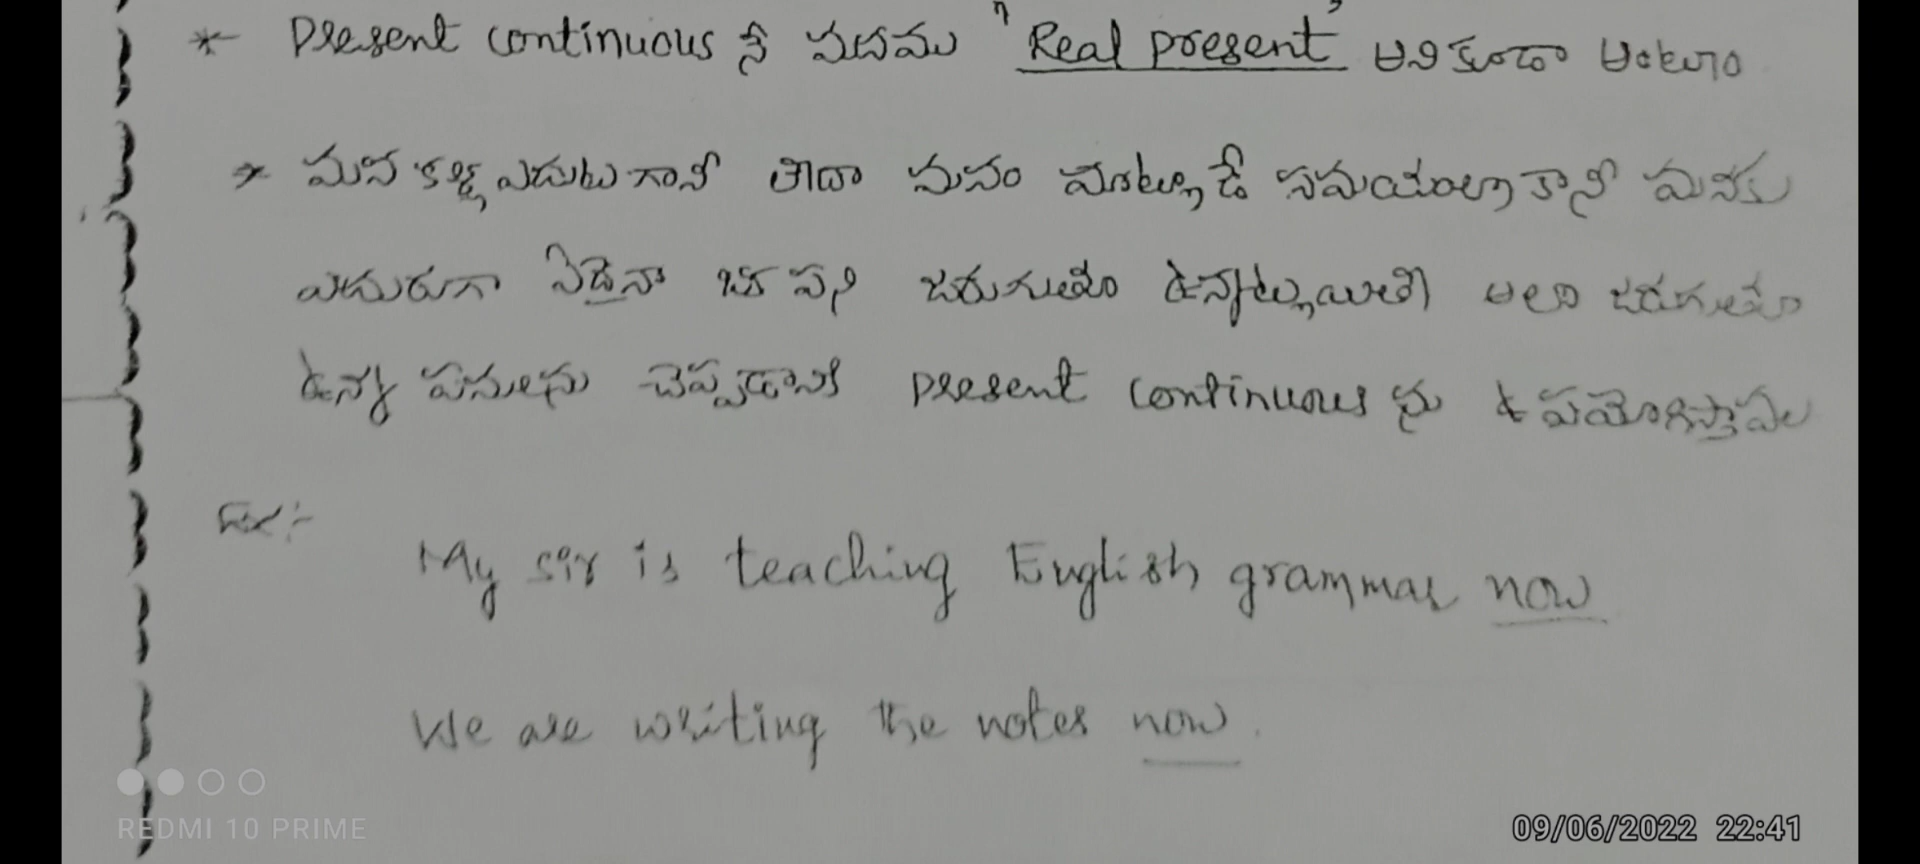 * Present continuous నే మనము "Real present" అని కూడా అంటాం
* మన కళ్ళ ఎదుట గానీ లేదా మనం మాట్లాడే సమయంలో కానీ మనకు
ఎదురుగా ఏదైనా ఒక పని జరుగుతూ ఉన్నట్లయితే అలా జరుగుతూ
ఉన్న పనులను చెప్పడానికి present continuous ను ఉపయోగిస్తాము
Ex:-
My sir is teaching English grammar now
We are writing the notes now.
REDMI 10 PRIME
09/06/2022 22:41